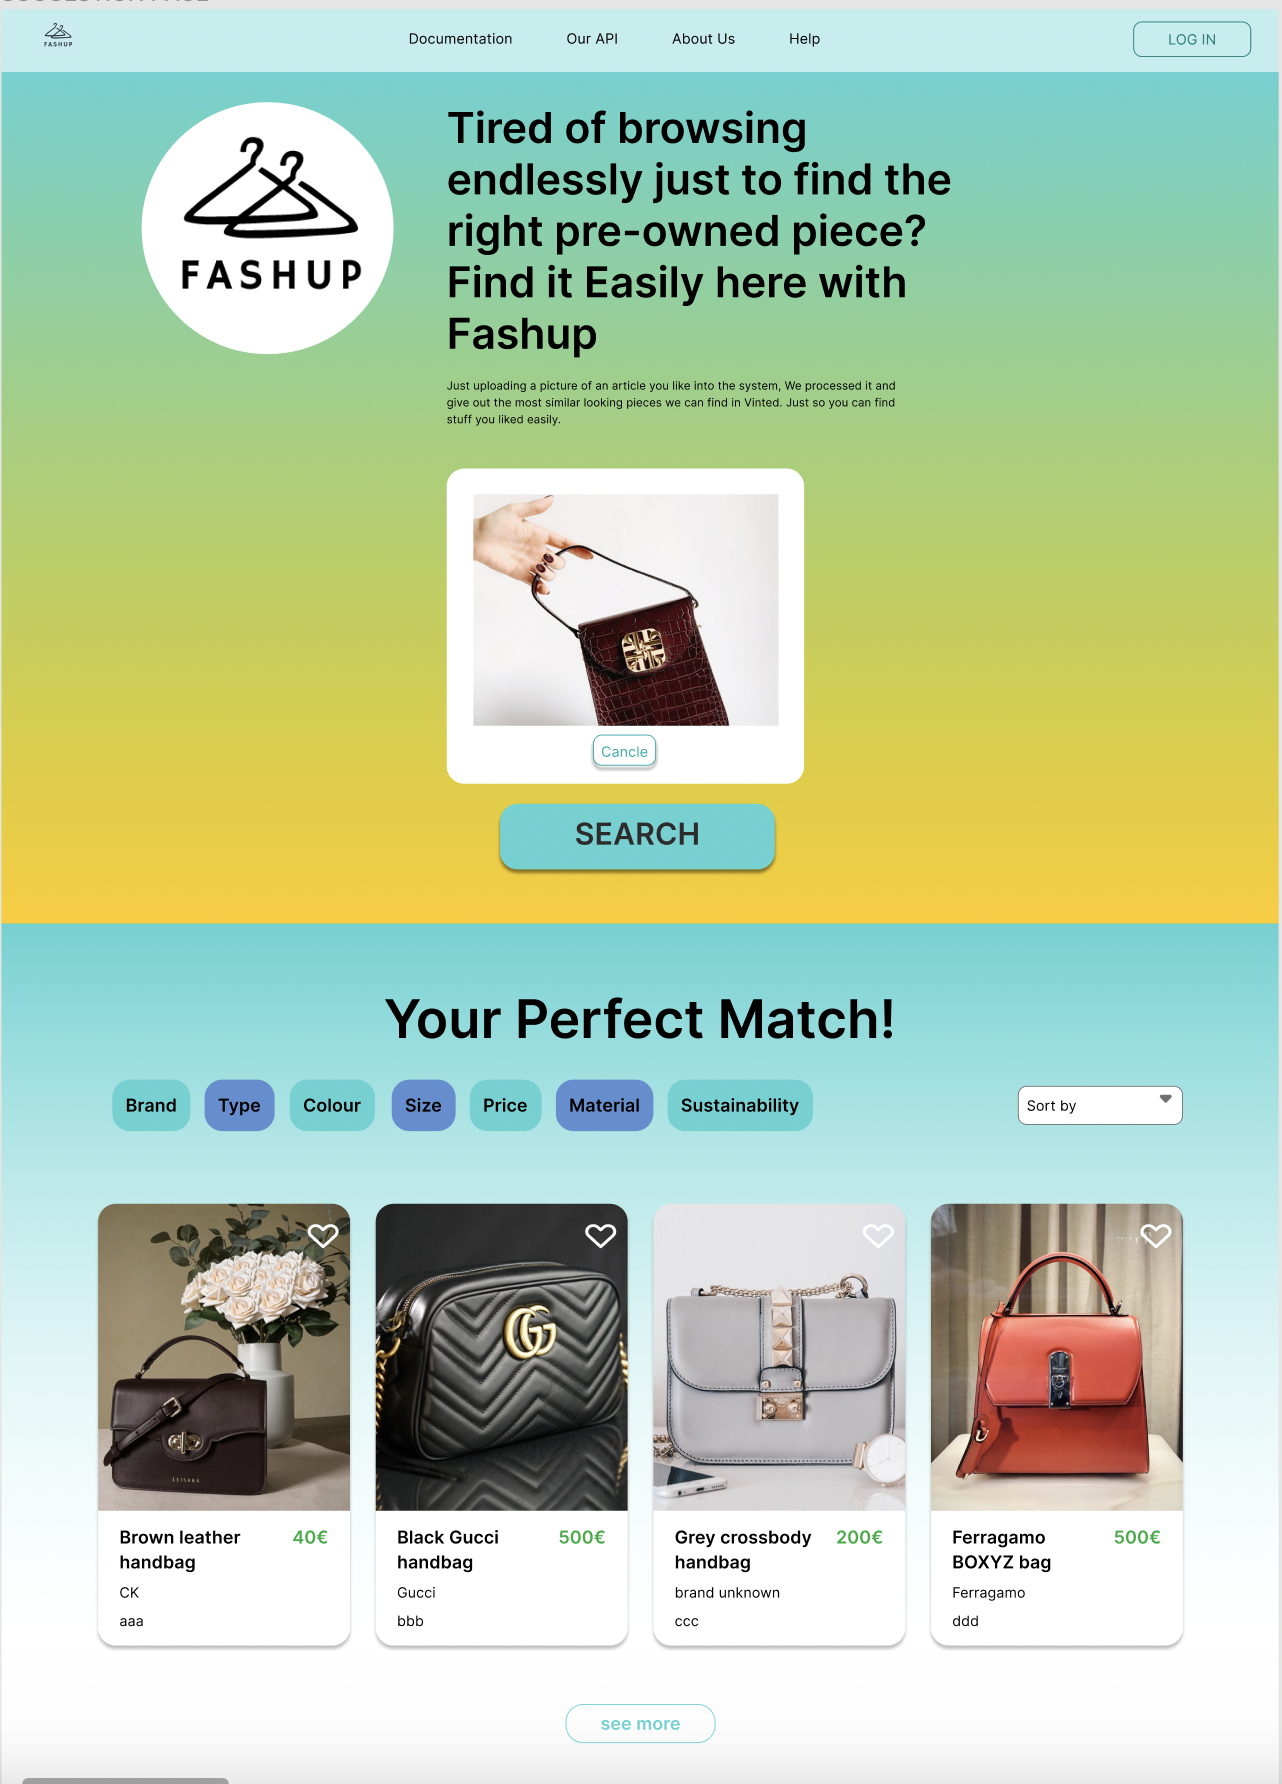 FASHUP
Documentation
Our API
About Us
Help
LOG IN
FASHUP
Tired of browsing
endlessly just to find the
right pre-owned piece?
Find it Easily here with
Fashup
Just uploading a picture of an article you like into the system, We processed it and
give out the most similar looking pieces we can find in Vinted. Just so you can find
stuff you liked easily.
Cancle
SEARCH
Your Perfect Match!
Brand
Type
Colour
Size
Price
Material
Sustainability
Sort by
LEISARA
Brown leather
handbag
40€
CK
aaa
Black Gucci
handbag
500€
Gucci
bbb
Grey crossbody
handbag
200€
brand unknown
ccc
Ferragamo
BOXYZ bag
500€
Ferragamo
ddd
see more